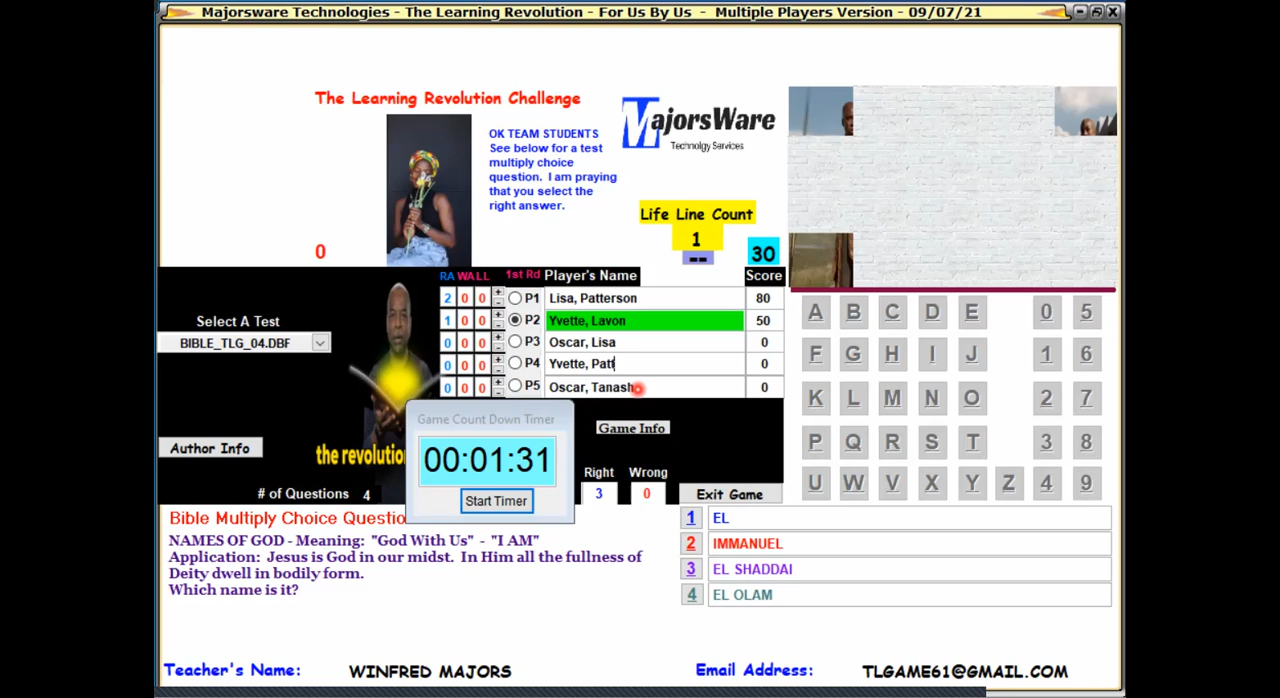 Majorsware Technologies - The Learning Revolution - For Us By Us - Multiple Players Version - 09/07/21
The Learning Revolution Challenge
MajorsWare
Technolgy Services
OK TEAM STUDENTS
See below for a test
multiply choice
question. I am praying
that you select the
right answer.
Life Line Count
1
--
30
0
RA WALL 1st Rd Player's Name Score
2 0 0 + - P1 Lisa, Patterson 80
1 0 0 + - P2 Yvette, Lavon 50
0 0 0 + - P3 Oscar, Lisa 0
0 0 0 + - P4 Yvette, Patt 0
0 0 0 + - P5 Oscar, Tanash 0
Select A Test
BIBLE_TLG_04.DBF
Author Info
the revolutio
# of Questions 4
Game Count Down Timer
00:01:31
Start Timer
Game Info
Right Wrong
3 0
Exit Game
A B C D E 0 5
F G H I J 1 6
K L M N O 2 7
P Q R S T 3 8
U V W X Y Z 4 9
Bible Multiply Choice Questio
NAMES OF GOD - Meaning: "God With Us" - "I AM"
Application: Jesus is God in our midst. In Him all the fullness of
Deity dwell in bodily form.
Which name is it?
1 EL
2 IMMANUEL
3 EL SHADDAI
4 EL OLAM
Teacher's Name: WINFRED MAJORS Email Address: TLGAME61@GMAIL.COM